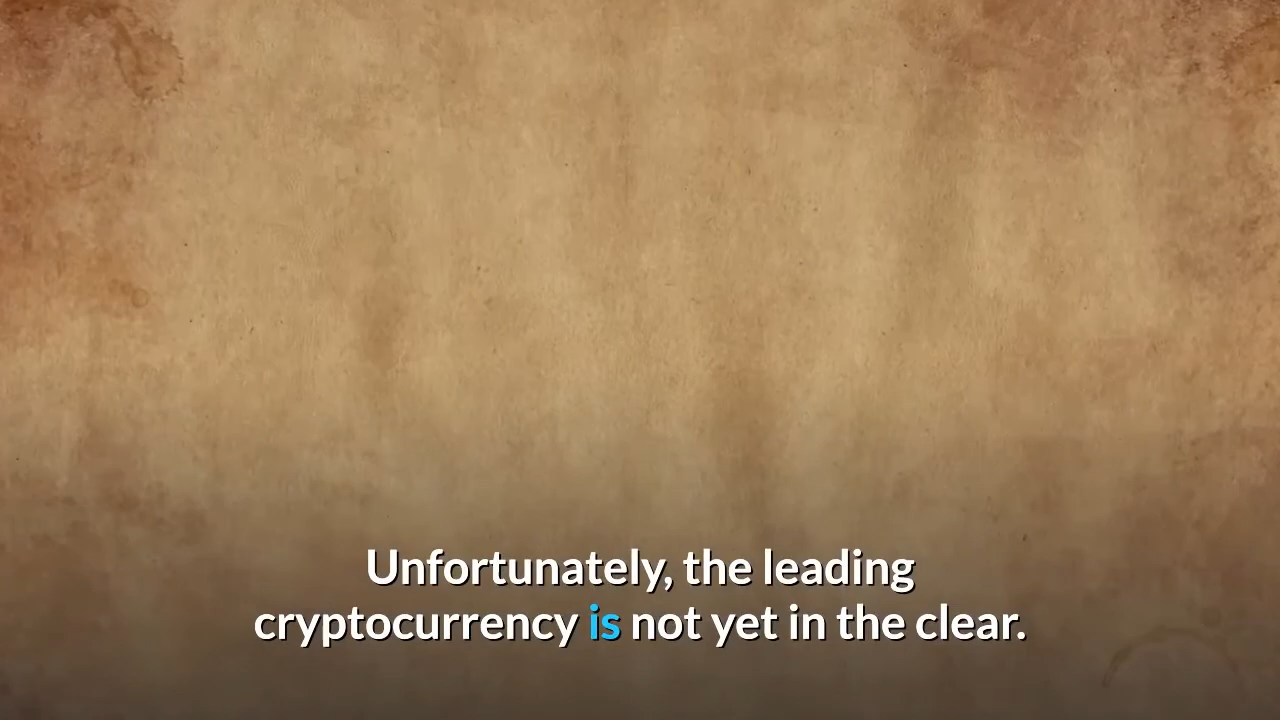 Unfortunately, the leading
cryptocurrency is not yet in the clear.